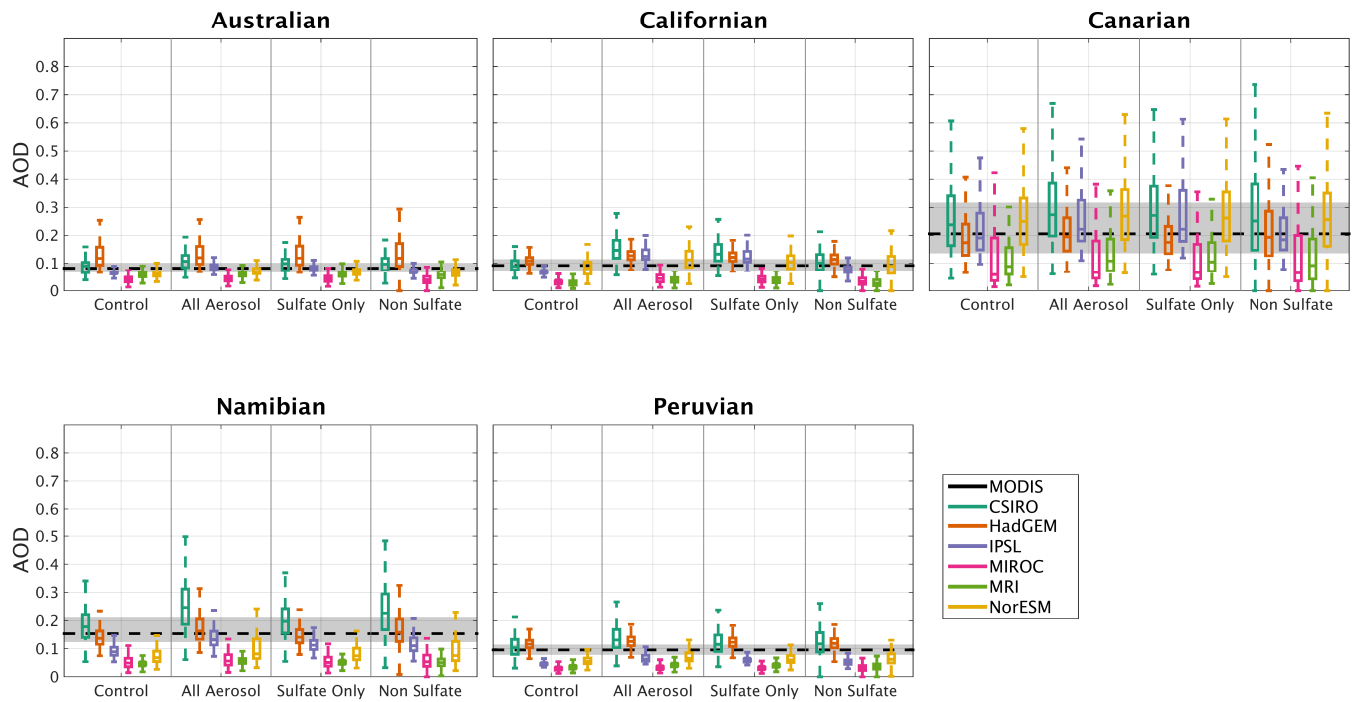 Australian
Californian
Canarian
AOD
0.8
0.7
0.6
0.5
0.4
0.3
0.2
0.1
0
Control All Aerosol Sulfate Only Non Sulfate
Control All Aerosol Sulfate Only Non Sulfate
Control All Aerosol Sulfate Only Non Sulfate
Namibian
Peruvian
AOD
0.8
0.7
0.6
0.5
0.4
0.3
0.2
0.1
0
Control All Aerosol Sulfate Only Non Sulfate
Control All Aerosol Sulfate Only Non Sulfate
MODIS
CSIRO
HadGEM
IPSL
MIROC
MRI
NorESM